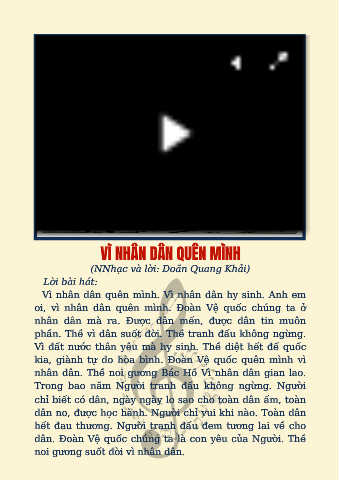 VÌ NHÂN DÂN QUÊN MÌNH
(NNhạc và lời: Doãn Quang Khải)
Lời bài hát:
Vì nhân dân quên mình. Vì nhân dân hy sinh. Anh em
ơi, vì nhân dân quên mình. Đoàn Vệ quốc chúng ta ở
nhân dân mà ra. Được dân mến, được dân tin muôn
phần. Thề vì dân suốt đời. Thề tranh đấu không ngừng.
Vì đất nước thân yêu mà hy sinh. Thề diệt hết đế quốc
kia, giành tự do hòa bình. Đoàn Vệ quốc quên mình vì
nhân dân. Thề noi gương Bác Hồ Vì nhân dân gian lao.
Trong bao năm Người tranh đấu không ngừng. Người
chỉ biết có dân, ngày ngày lo sao cho toàn dân ấm, toàn
dân no, được học hành. Người chỉ vui khi nào. Toàn dân
hết đau thương. Người tranh đấu đem tương lai về cho
dân. Đoàn Vệ quốc chúng ta là con yêu của Người. Thề
noi gương suốt đời vì nhân dân.